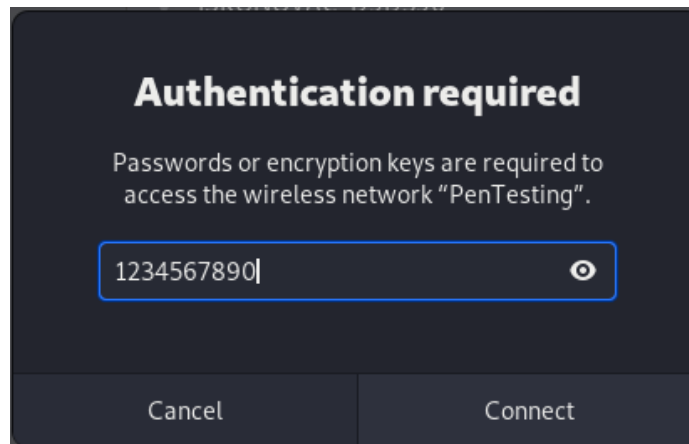 Authentication required
Passwords or encryption keys are required to
access the wireless network “PenTesting”.
1234567890
Cancel
Connect